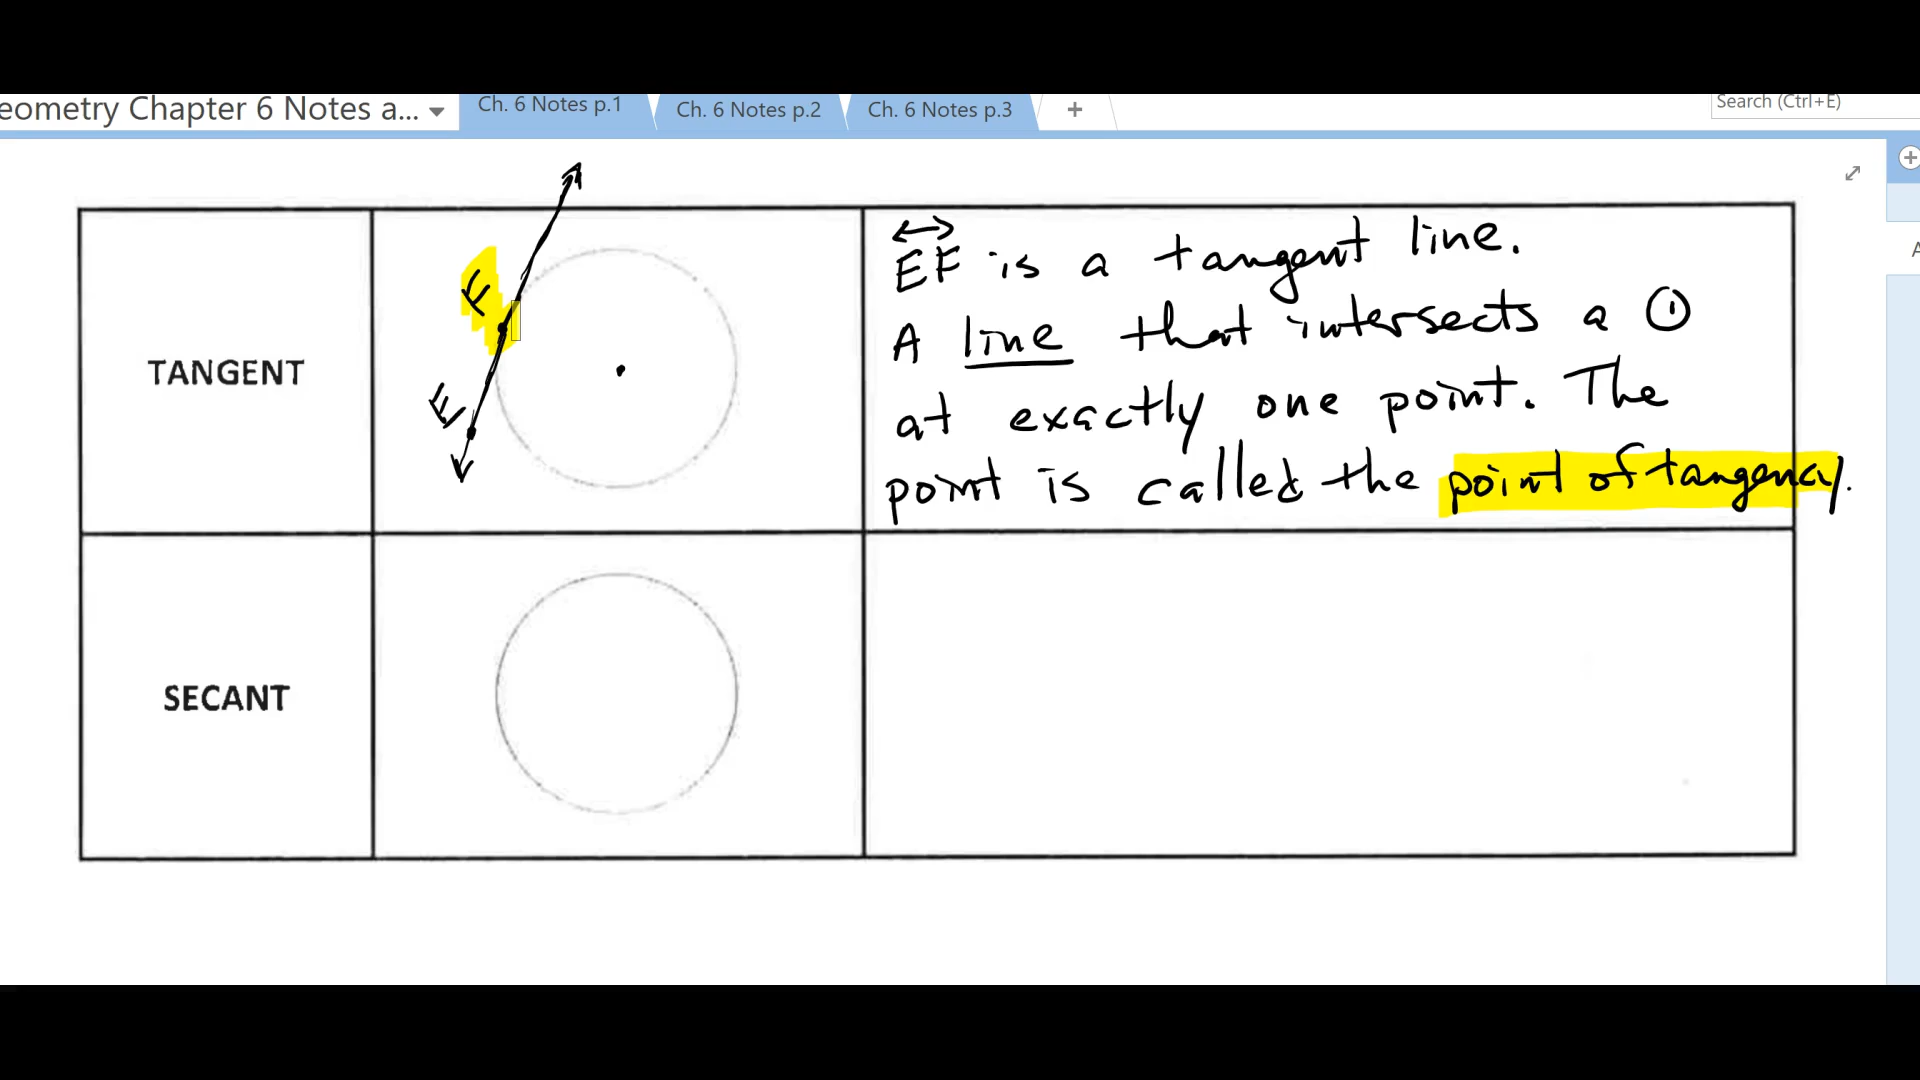 eometry Chapter 6 Notes a...
Ch. 6 Notes p.1
Ch. 6 Notes p.2
Ch. 6 Notes p.3
+
Search (Ctrl+E)
TANGENT
F
E
EF is a tangent line.
A line that intersects a ⊙
at exactly one point. The
point is called the point of tangency.
SECANT